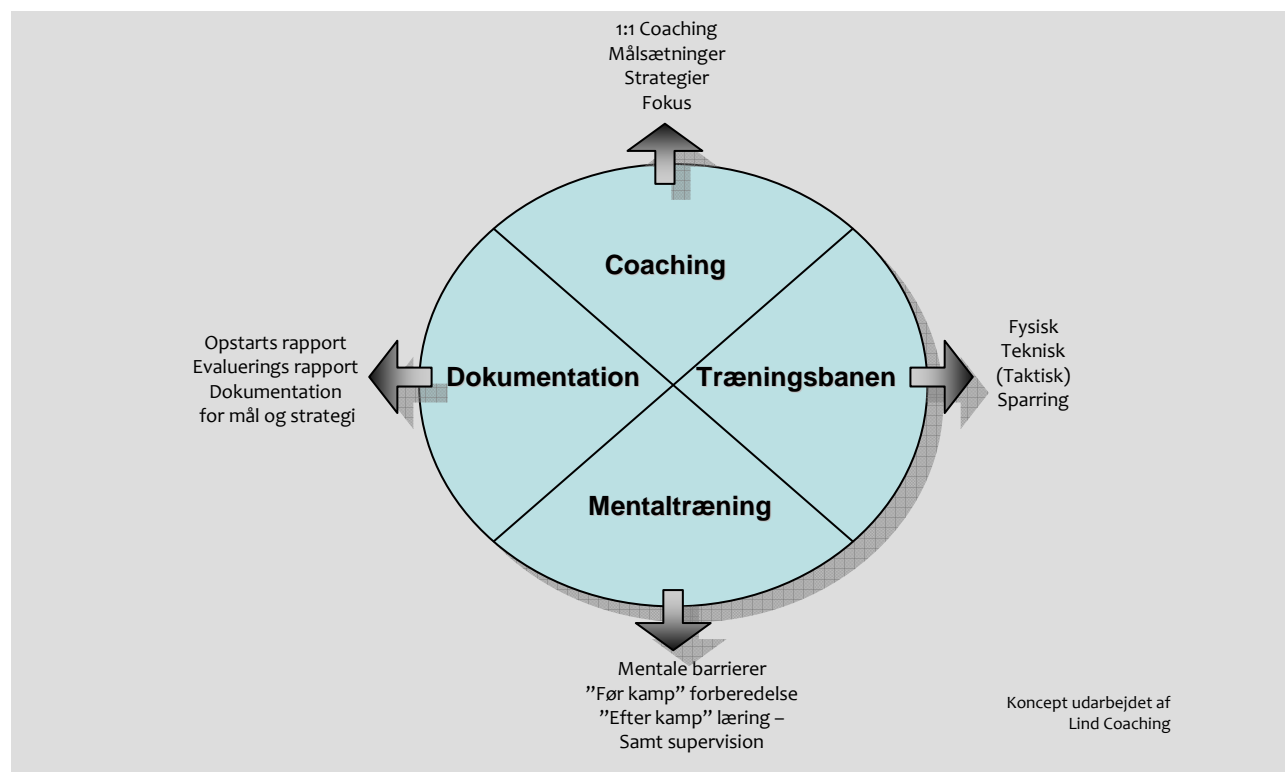 1:1 Coaching
Målsætninger
Strategier
Fokus
Coaching
Opstarts rapport
Evaluerings rapport
Dokumentation
for mål og strategi
Dokumentation
Træningsbanen
Fysisk
Teknisk
(Taktisk)
Sparring
Mentaltræning
Mentale barrierer
”Før kamp” forberedelse
”Efter kamp” læring –
Samt supervision
Koncept udarbejdet af
Lind Coaching